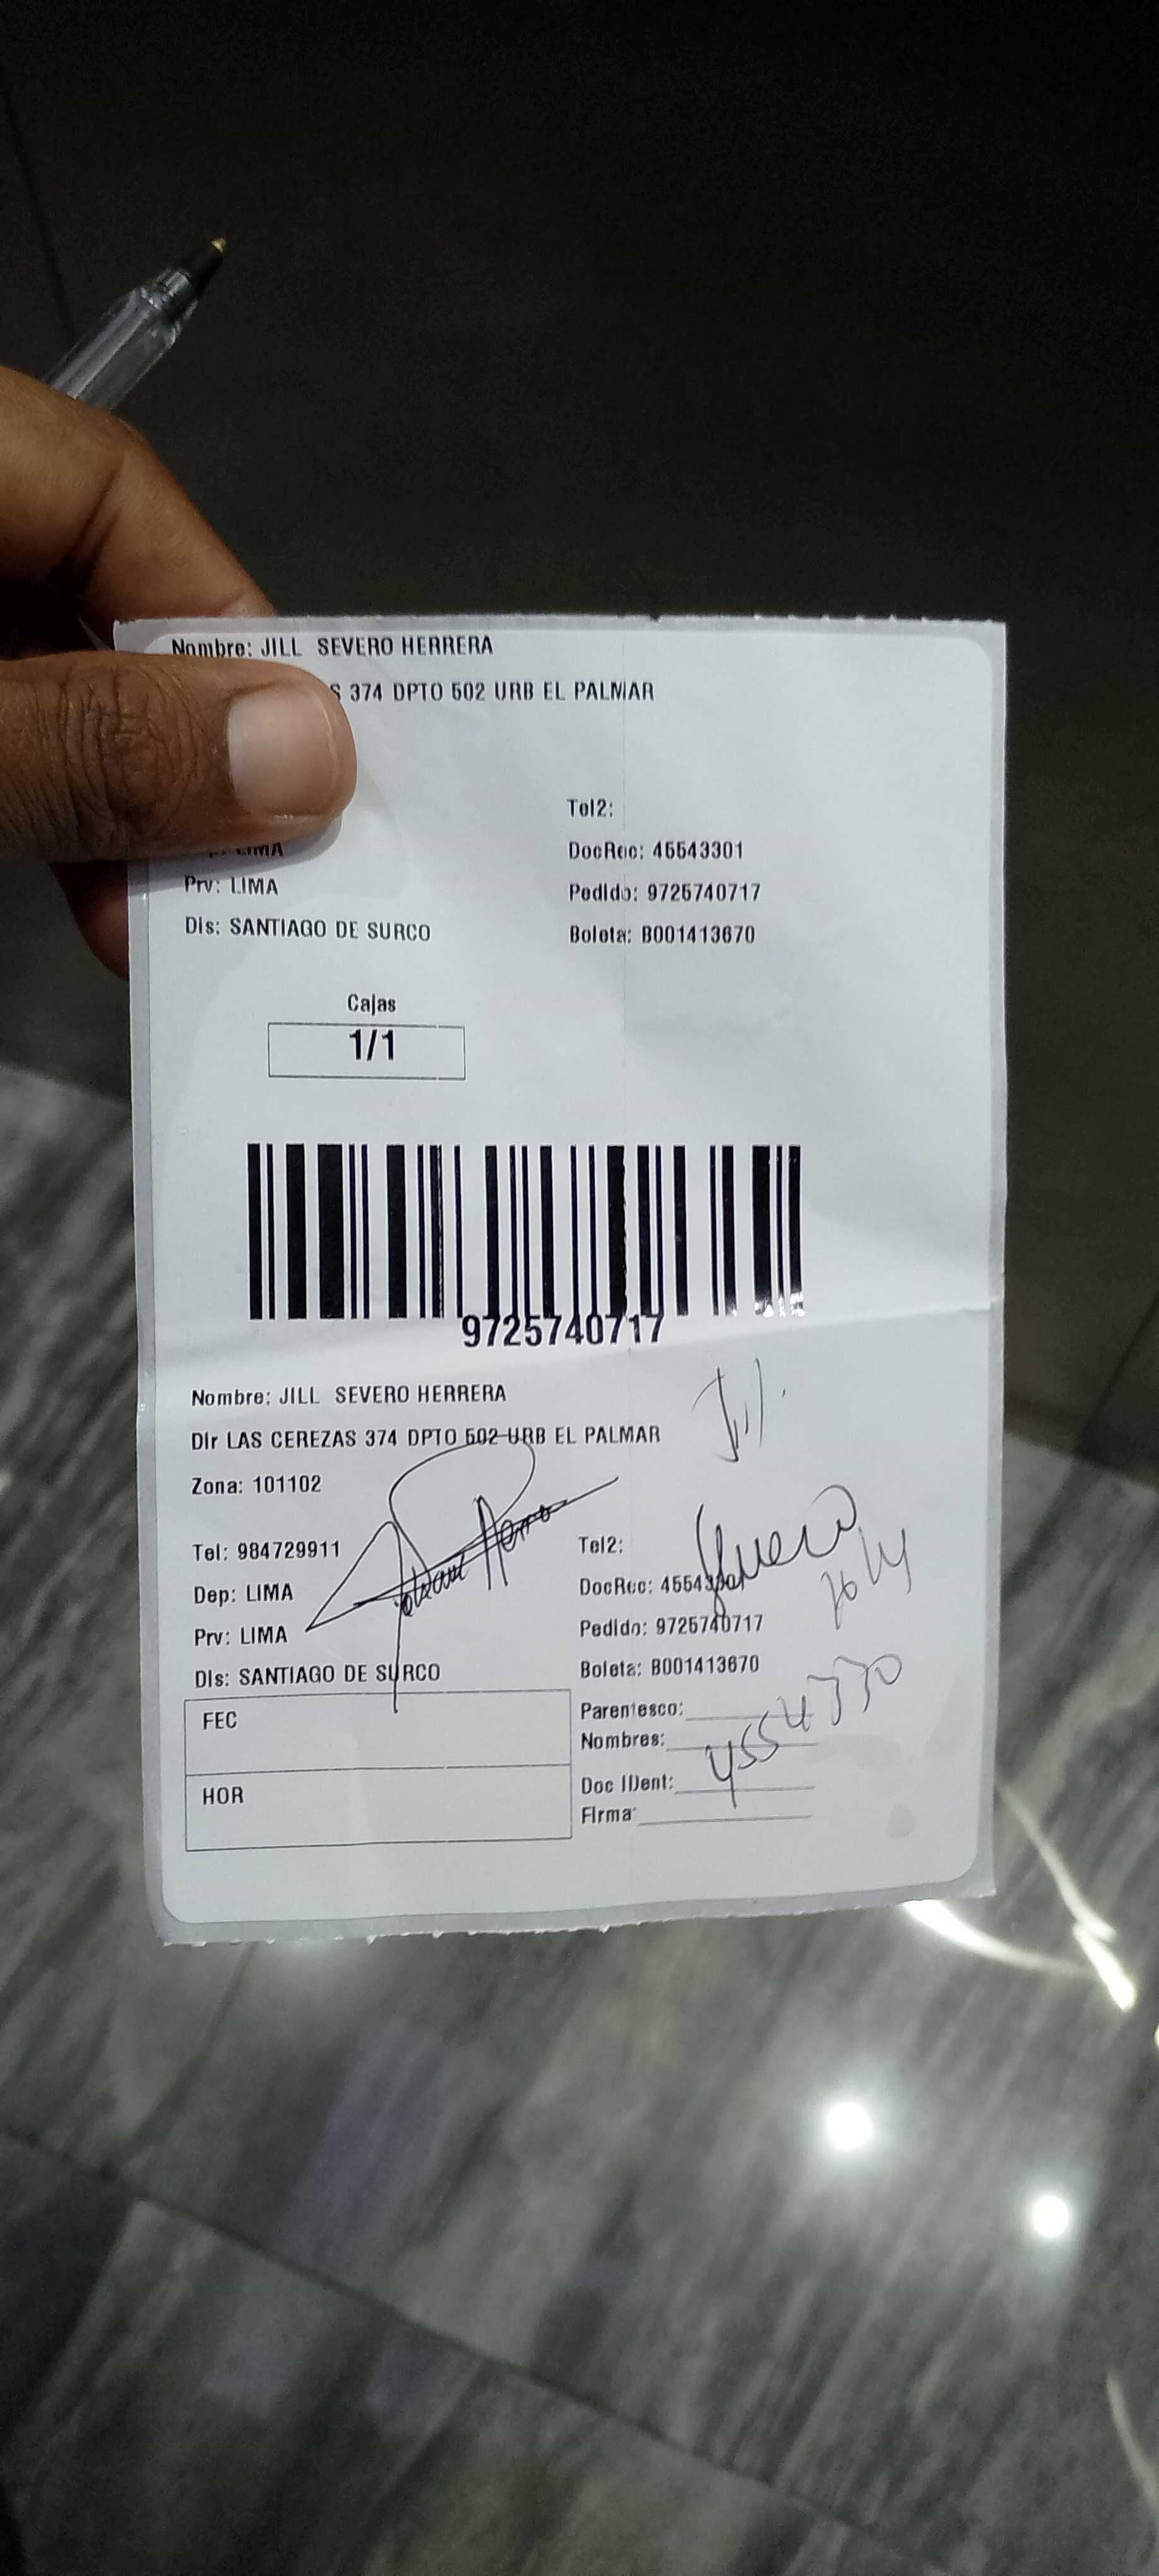 Nombre: JILL SEVERO HERRERA
S 374 DPTO 502 URB EL PALMAR
Tel2:
LIMA
DocRec: 45543301
Prv: LIMA
Pedido: 9725740717
Dis: SANTIAGO DE SURCO
Boleta: B001413670
Cajas
1/1
9725740717
Nombre: JILL SEVERO HERRERA
Jill.
Dir LAS CEREZAS 374 DPTO 502 URB EL PALMAR
Zona: 101102
Tel: 984729911
Tel2:
Dep: LIMA
DocRec: 45543301
Prv: LIMA
Pedido: 9725740717
Dis: SANTIAGO DE SURCO
Boleta: B001413670
FEC
Parentesco:
Nombres:
HOR
Doc IDent:
Firma: